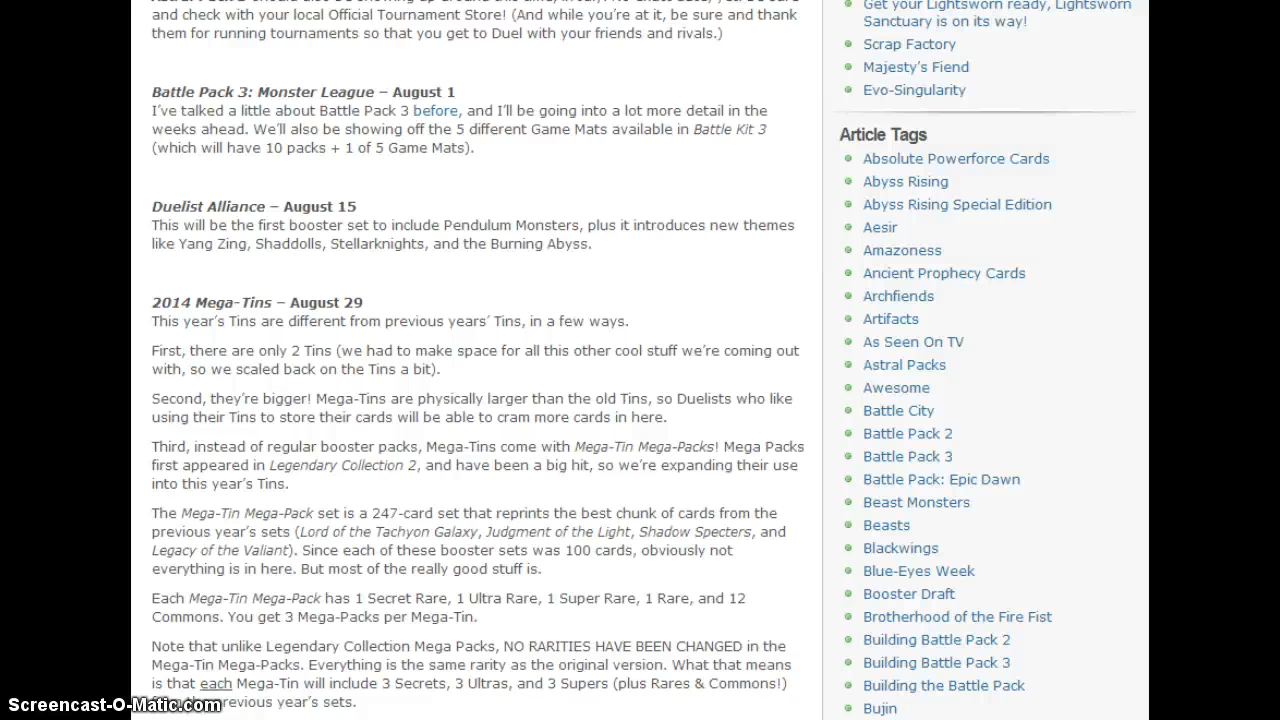 and check with your local Official Tournament Store! (And while you're at it, be sure and thank
them for running tournaments so that you get to Duel with your friends and rivals.)
Battle Pack 3: Monster League – August 1
I've talked a little about Battle Pack 3 before, and I'll be going into a lot more detail in the
weeks ahead. We'll also be showing off the 5 different Game Mats available in Battle Kit 3
(which will have 10 packs + 1 of 5 Game Mats).
Duelist Alliance – August 15
This will be the first booster set to include Pendulum Monsters, plus it introduces new themes
like Yang Zing, Shaddolls, Stellarknights, and the Burning Abyss.
2014 Mega-Tins – August 29
This year's Tins are different from previous years' Tins, in a few ways.
First, there are only 2 Tins (we had to make space for all this other cool stuff we're coming out
with, so we scaled back on the Tins a bit).
Second, they're bigger! Mega-Tins are physically larger than the old Tins, so Duelists who like
using their Tins to store their cards will be able to cram more cards in here.
Third, instead of regular booster packs, Mega-Tins come with Mega-Tin Mega-Packs! Mega Packs
first appeared in Legendary Collection 2, and have been a big hit, so we're expanding their use
into this year's Tins.
The Mega-Tin Mega-Pack set is a 247-card set that reprints the best chunk of cards from the
previous year's sets (Lord of the Tachyon Galaxy, Judgment of the Light, Shadow Specters, and
Legacy of the Valiant). Since each of these booster sets was 100 cards, obviously not
everything is in here. But most of the really good stuff is.
Each Mega-Tin Mega-Pack has 1 Secret Rare, 1 Ultra Rare, 1 Super Rare, 1 Rare, and 12
Commons. You get 3 Mega-Packs per Mega-Tin.
Note that unlike Legendary Collection Mega Packs, NO RARITIES HAVE BEEN CHANGED in the
Mega-Tin Mega-Packs. Everything is the same rarity as the original version. What that means
is that each Mega-Tin will include 3 Secrets, 3 Ultras, and 3 Supers (plus Rares & Commons!)
previous year's sets.
Get your Lightsworn ready, Lightsworn
Sanctuary is on its way!
Scrap Factory
Majesty's Fiend
Evo-Singularity
Article Tags
Absolute Powerforce Cards
Abyss Rising
Abyss Rising Special Edition
Aesir
Amazoness
Ancient Prophecy Cards
Archfiends
Artifacts
As Seen On TV
Astral Packs
Awesome
Battle City
Battle Pack 2
Battle Pack 3
Battle Pack: Epic Dawn
Beast Monsters
Beasts
Blackwings
Blue-Eyes Week
Booster Draft
Brotherhood of the Fire Fist
Building Battle Pack 2
Building Battle Pack 3
Building the Battle Pack
Bujin
Screencast-O-Matic.com